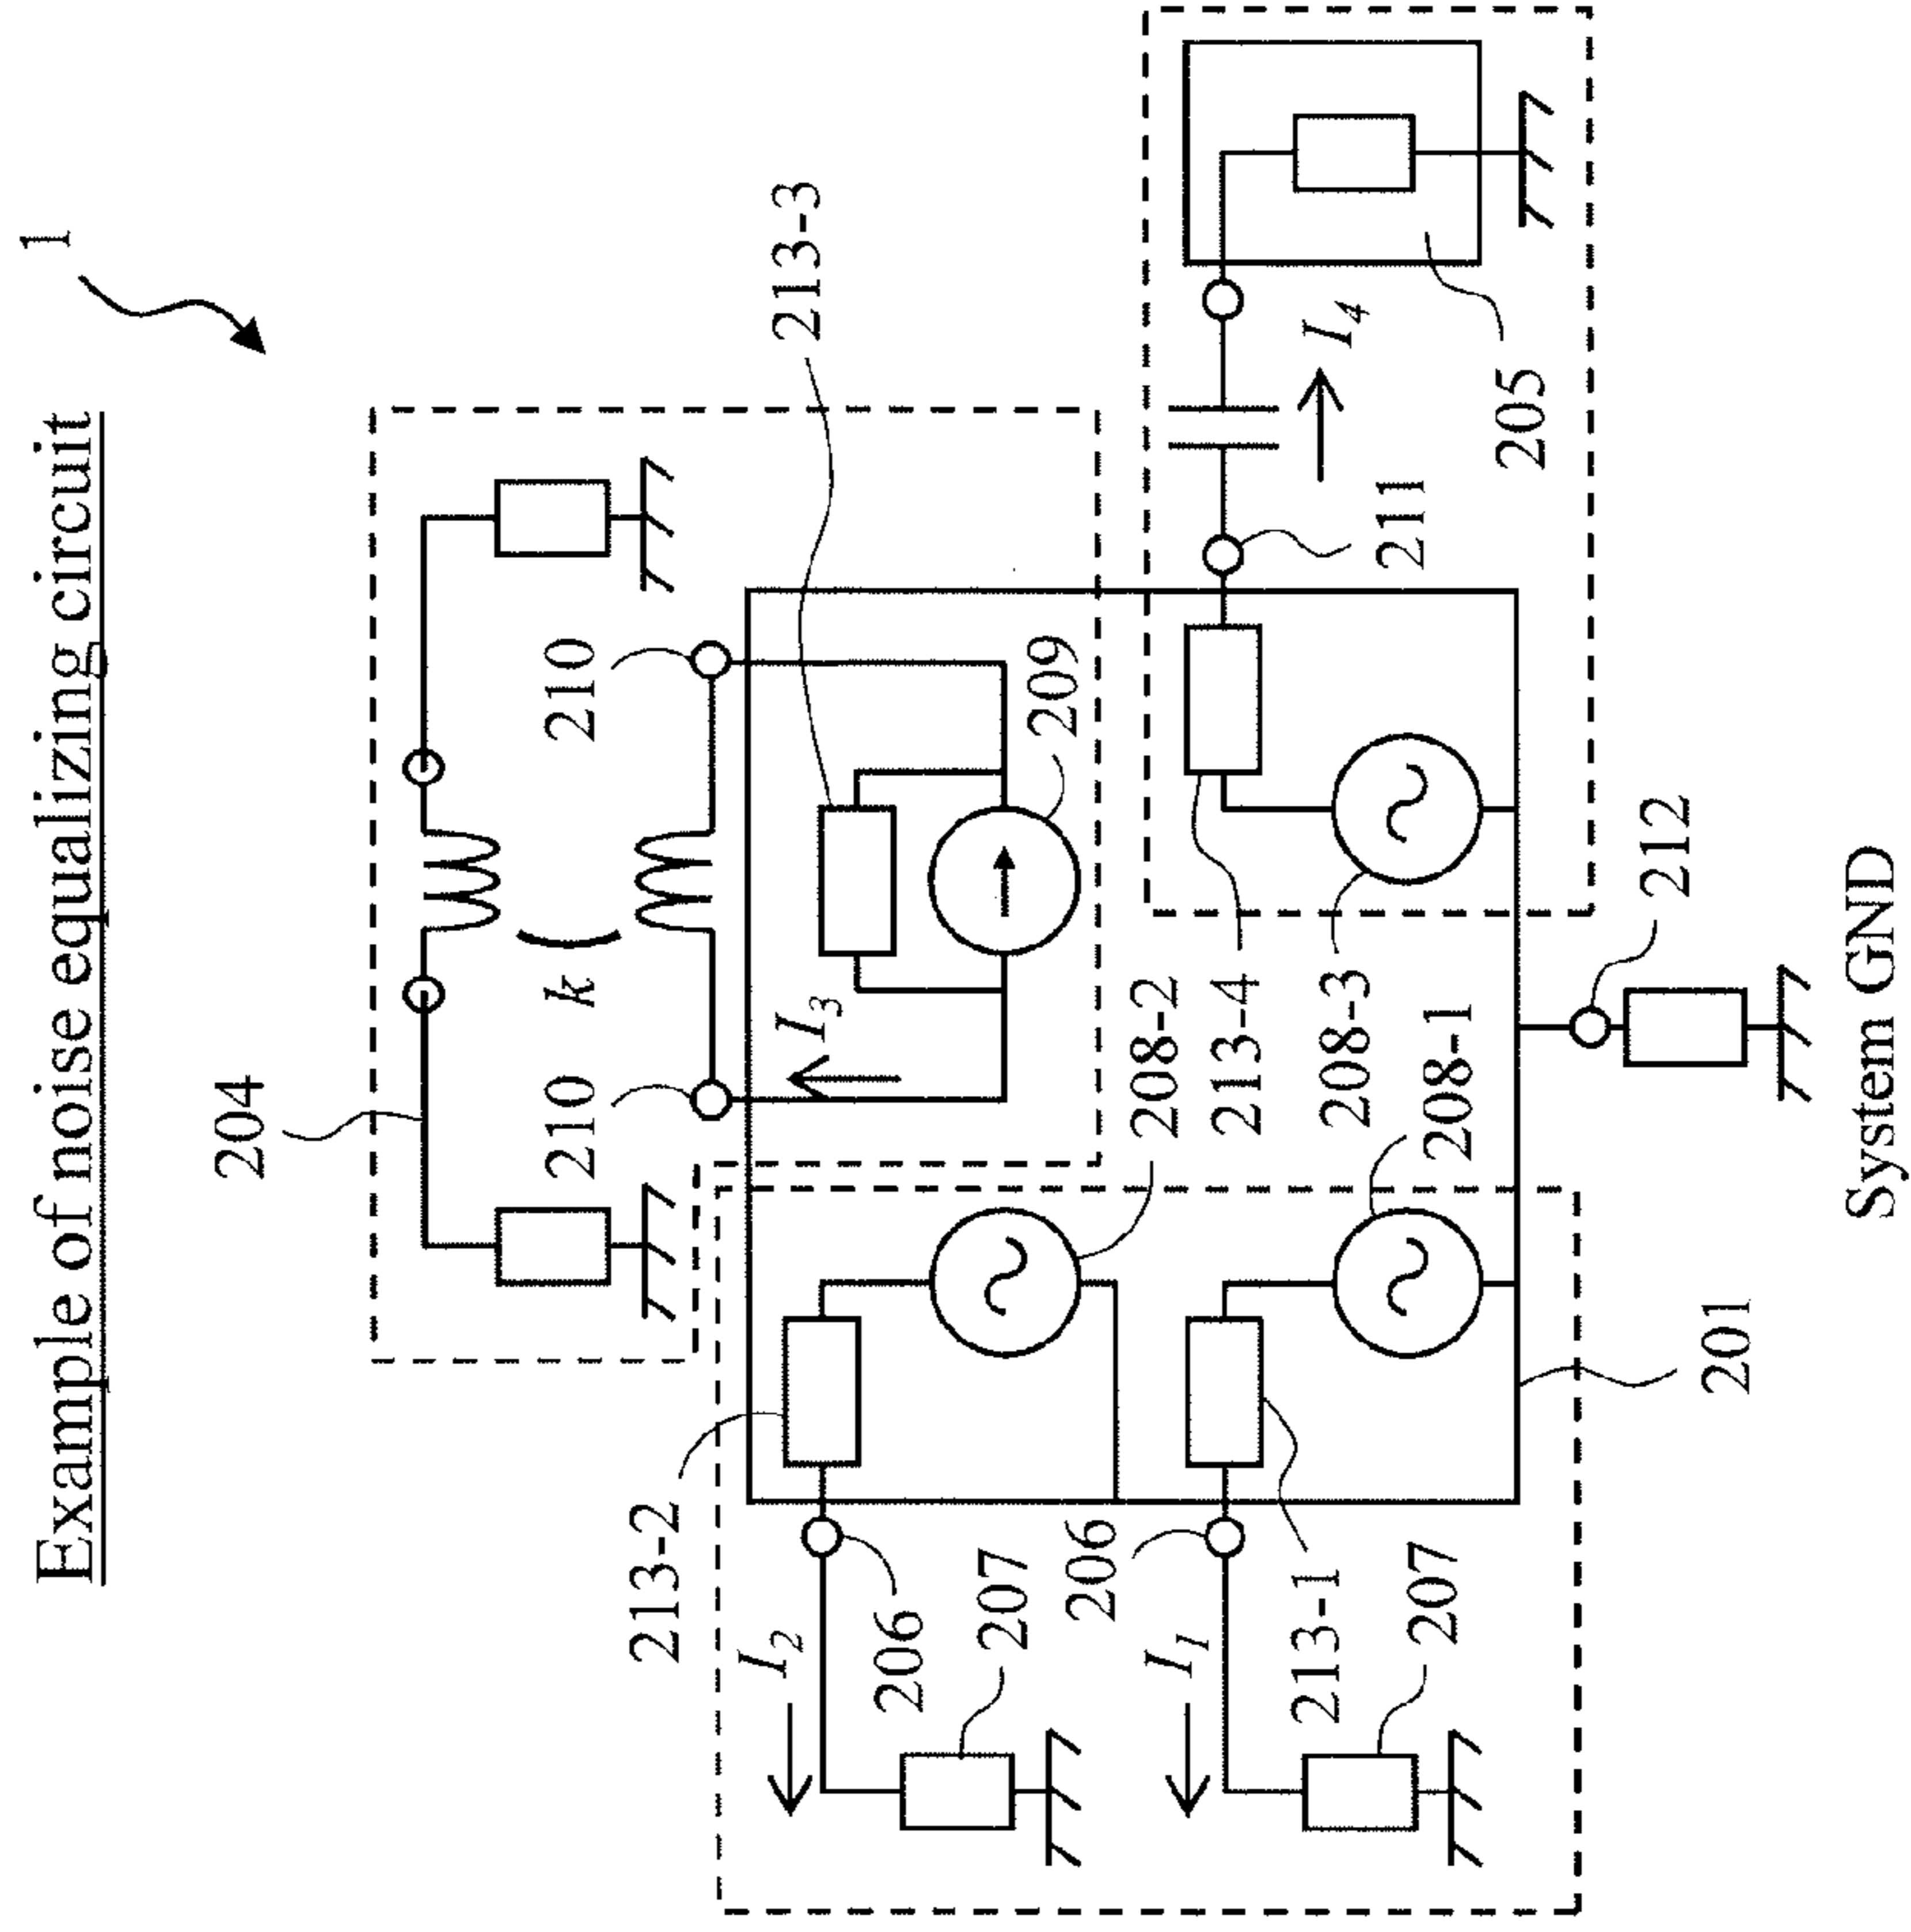 Example of noise equalizing circuit
1
204
210
210
k
213-3
I3
209
213-2
I2
206
207
208-2
206
I1
213-1
207
213-4
208-3
208-1
211
I4
205
212
201
System GND